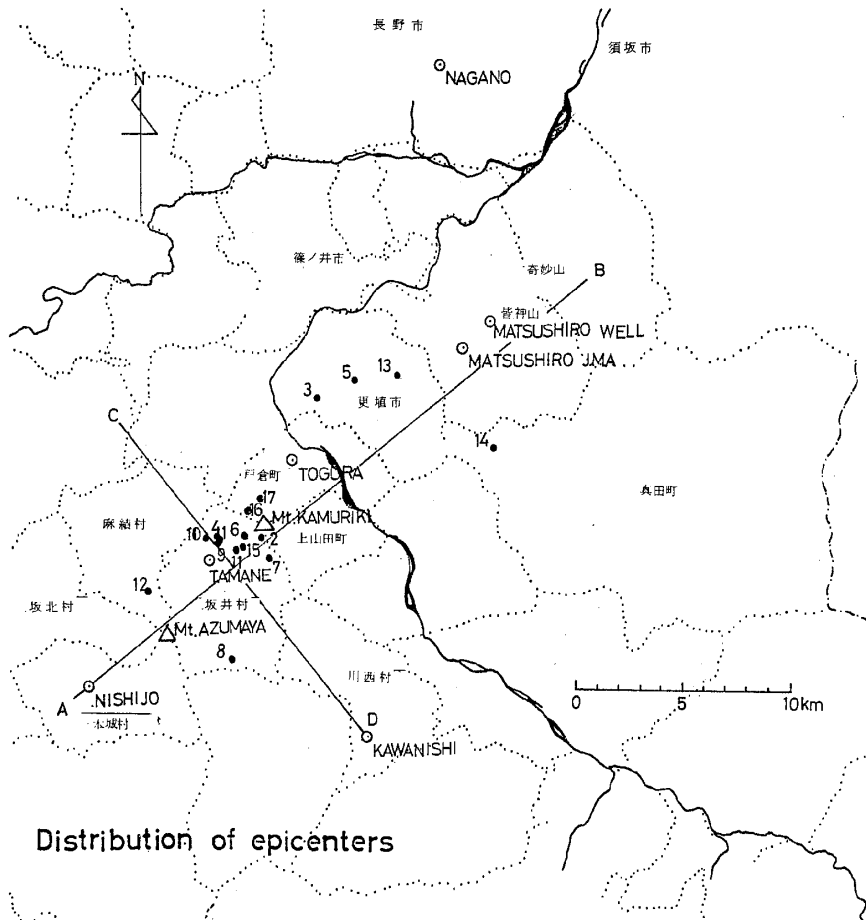 長野市
須坂市
NAGANO
N
篠ノ井市
奇妙山
B
皆神山
MATSUSHIRO WELL
MATSUSHIRO JMA
13
5
3
更埴市
C
14
真田町
TOGURA
戸倉町
17
16
Mt.KAMURIKI
麻績村
10
4
1
6
2
上山田町
15
9
11
7
TAMANE
12
坂井村
坂北村
Mt.AZUMAYA
8
川西村
0 5 10km
NISHIJO
A
本城村
D
KAWANISHI
Distribution of epicenters